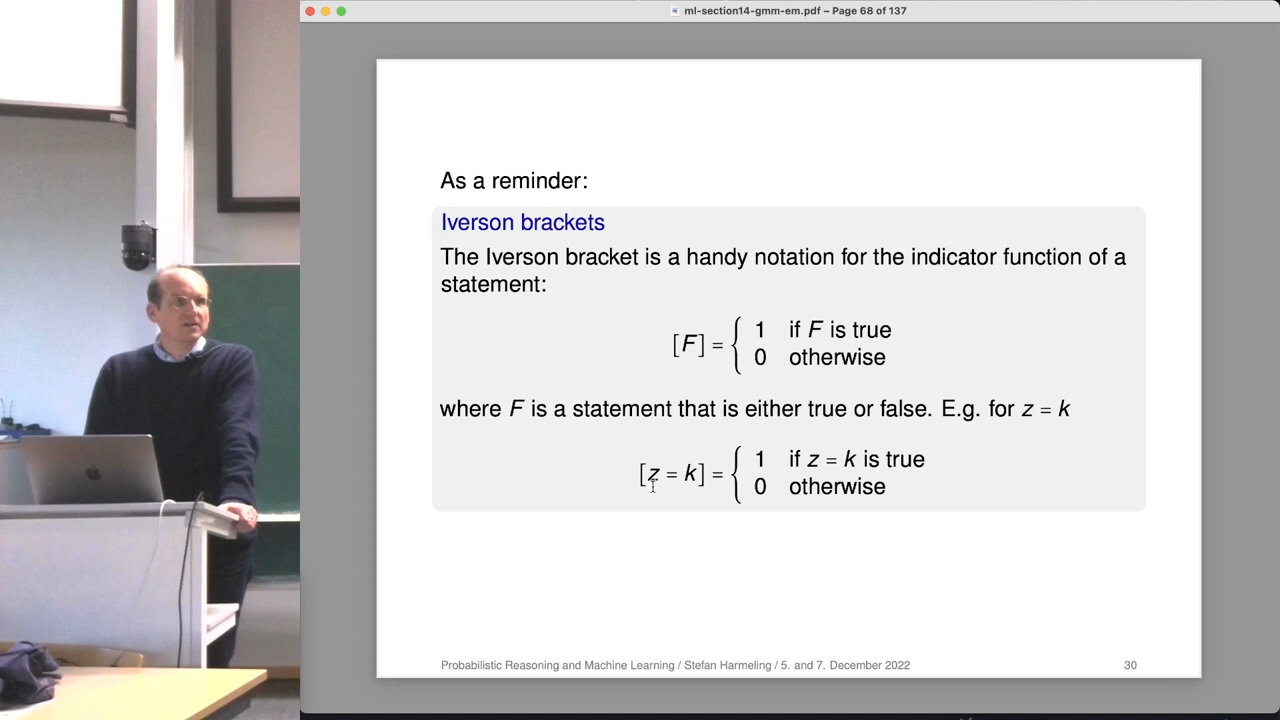 ml-section14-gmm-em.pdf – Page 68 of 137
As a reminder:
Iverson brackets
The Iverson bracket is a handy notation for the indicator function of a
statement:
[F] = { 1 if F is true
0 otherwise
where F is a statement that is either true or false. E.g. for z = k
[z = k] = { 1 if z = k is true
0 otherwise
Probabilistic Reasoning and Machine Learning / Stefan Harmeling / 5. and 7. December 2022 30